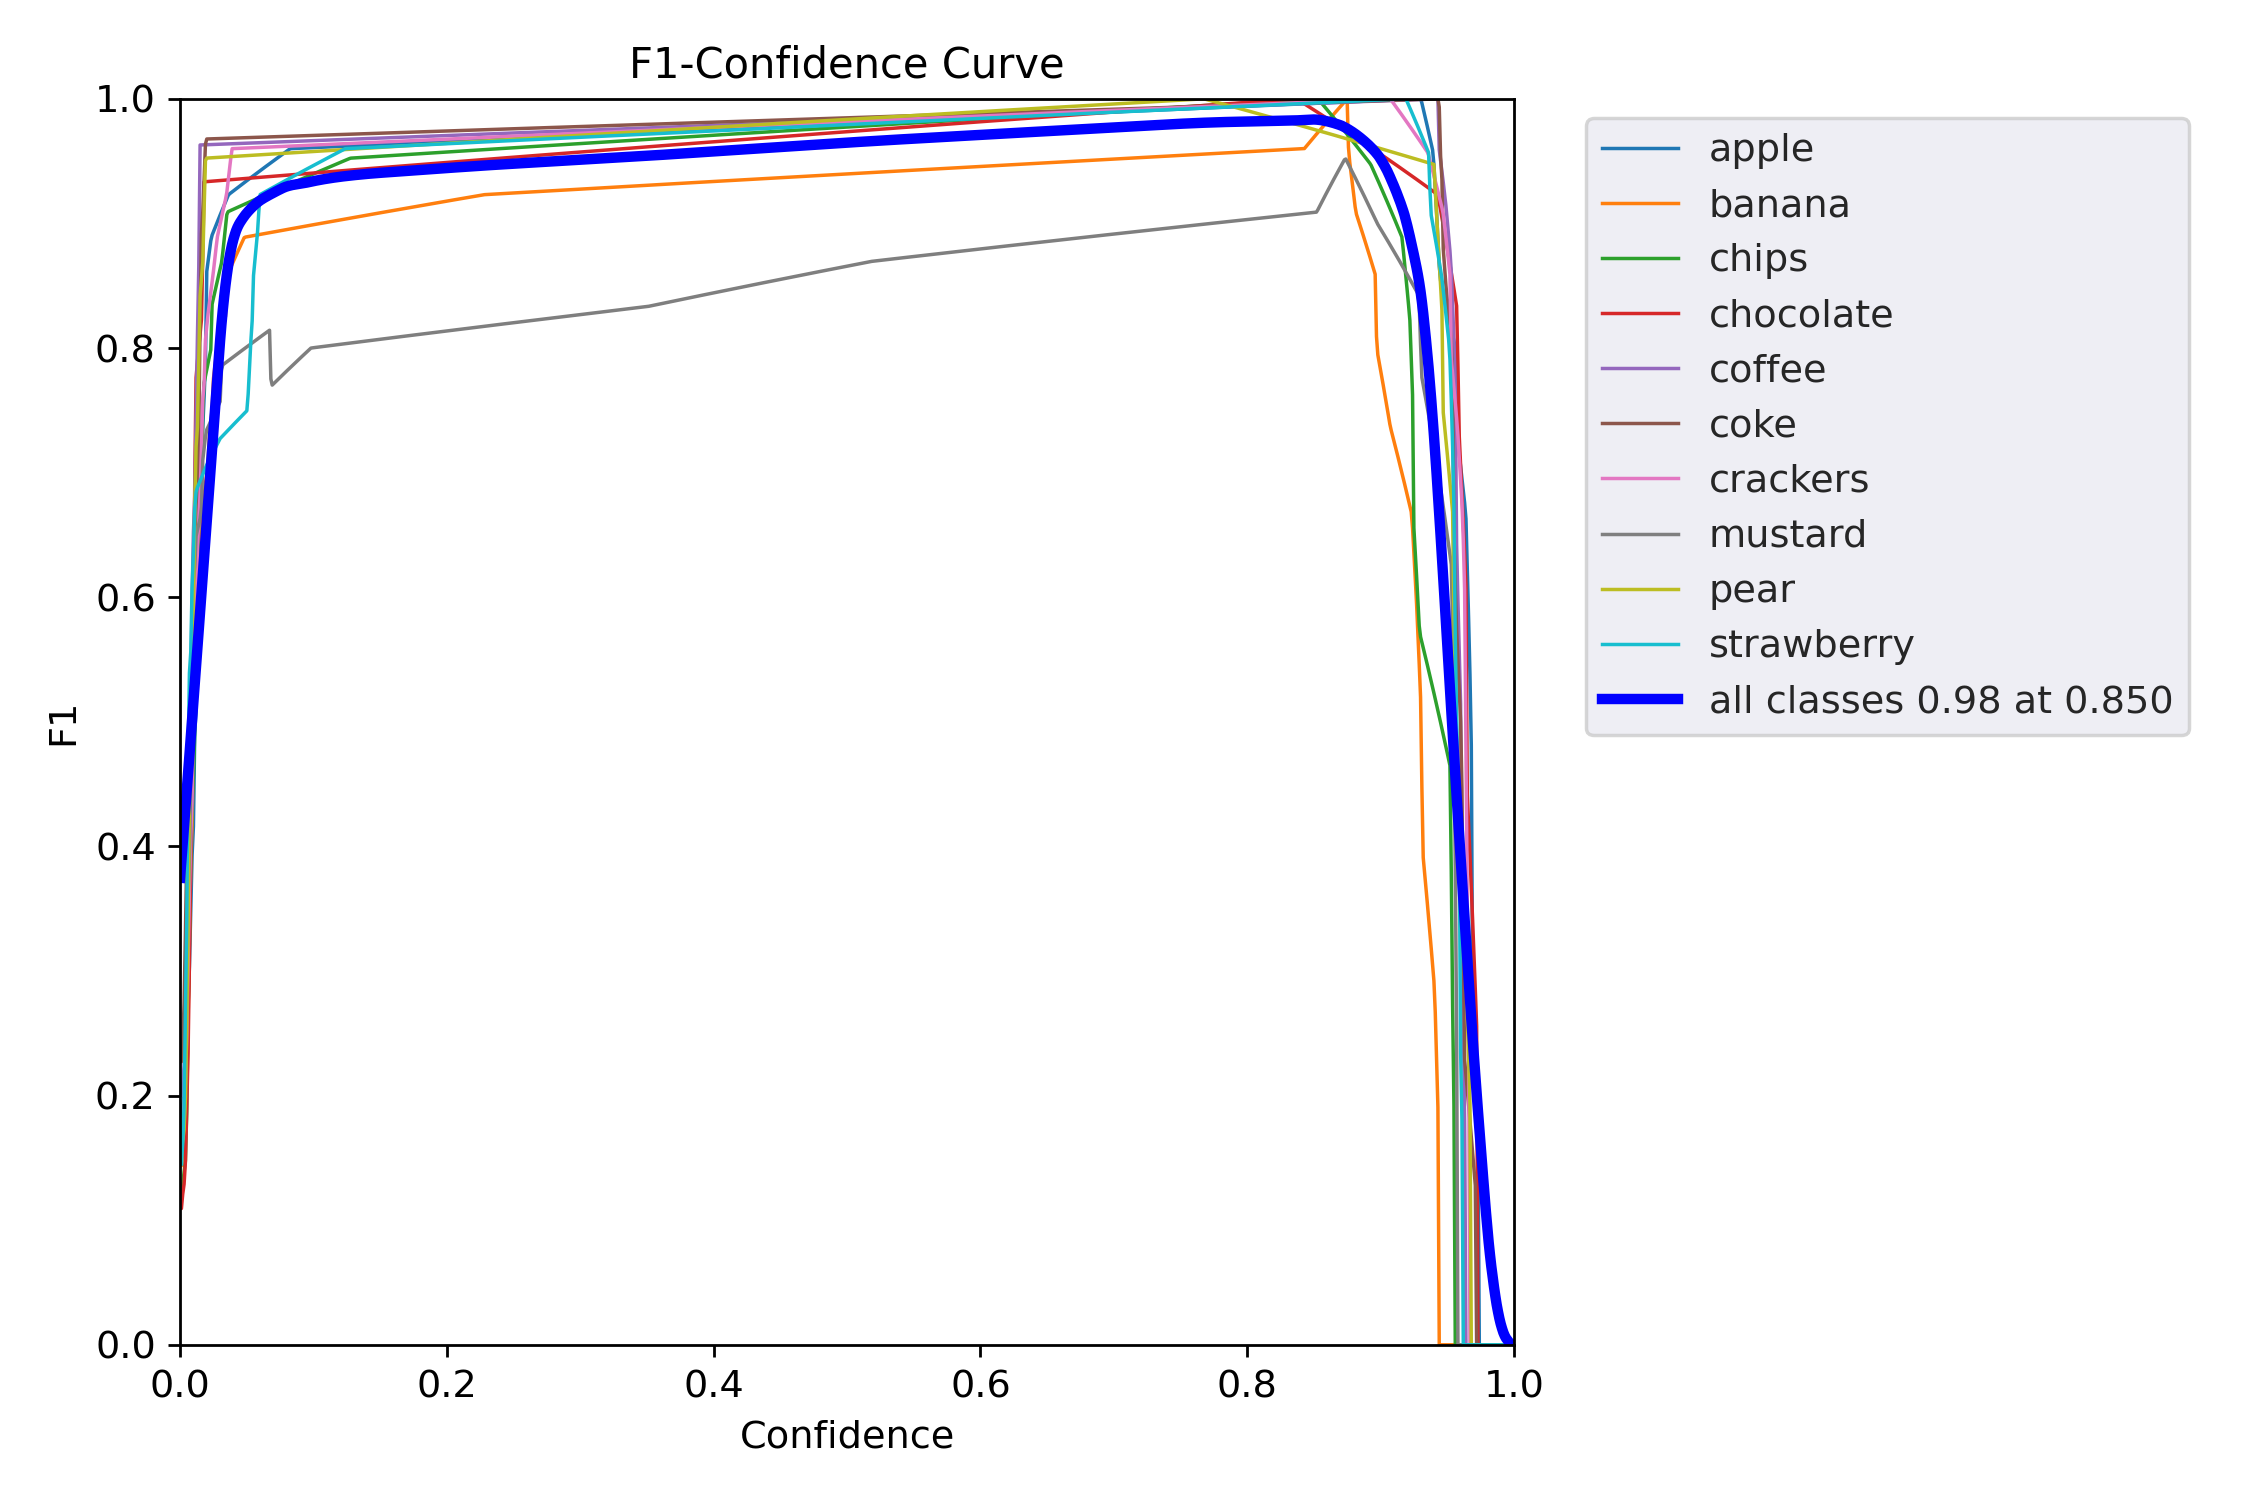 F1-Confidence Curve
1.0
0.8
0.6
0.4
0.2
0.0
F1
0.0 0.2 0.4 0.6 0.8 1.0
Confidence
apple
banana
chips
chocolate
coffee
coke
crackers
mustard
pear
strawberry
all classes 0.98 at 0.850